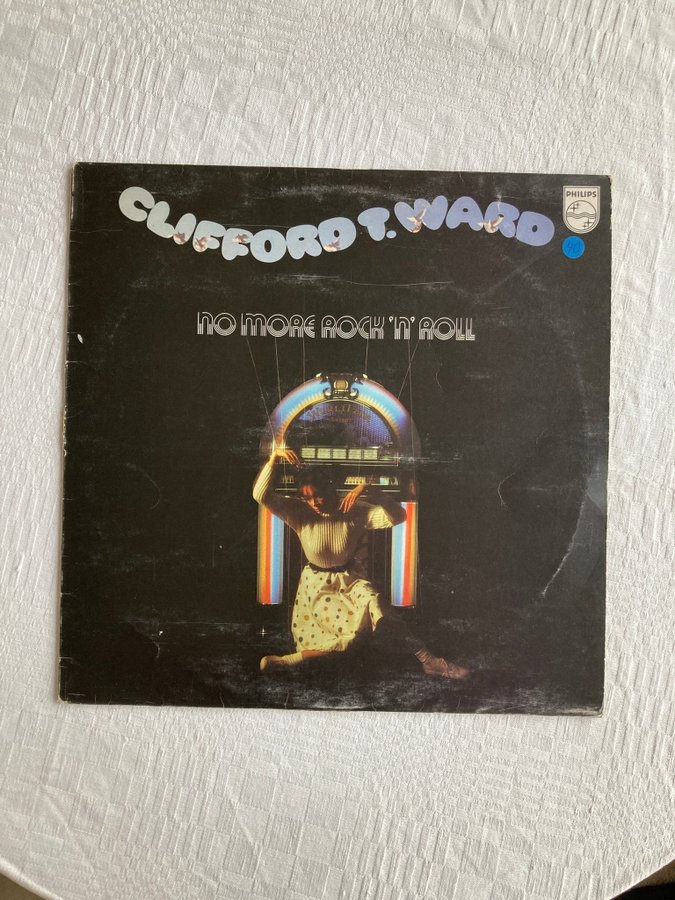 CLIFFORD T. WARD
PHILIPS
NO MORE ROCK 'N' ROLL